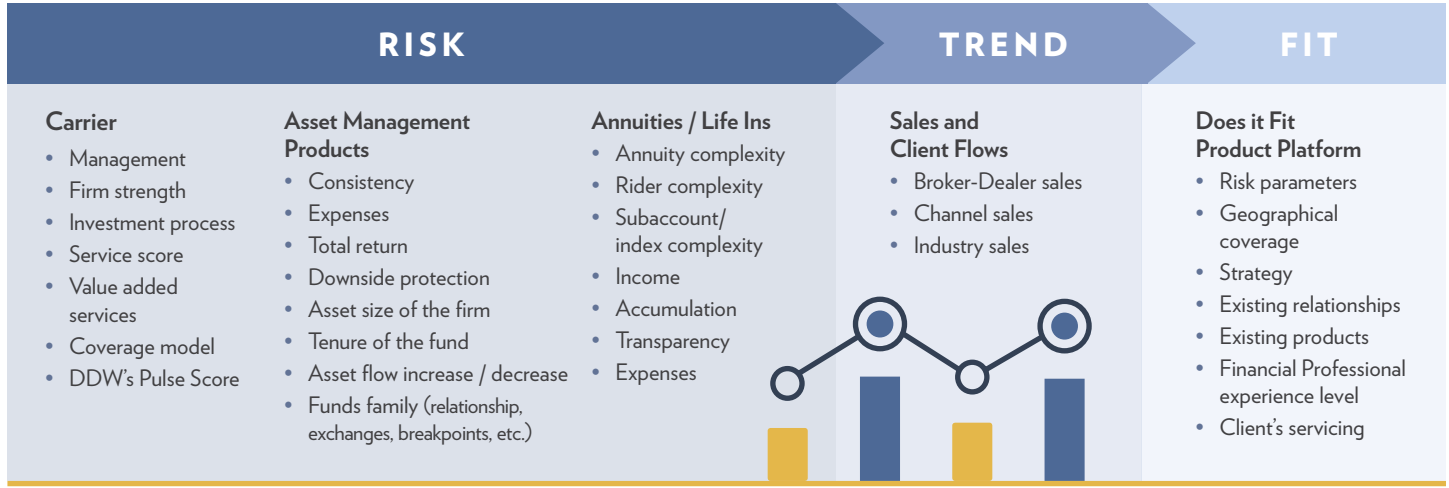 RISK
TREND
FIT
Carrier
• Management
• Firm strength
• Investment process
• Service score
• Value added
services
• Coverage model
• DDW's Pulse Score
Asset Management
Products
• Consistency
• Expenses
• Total return
• Downside protection
• Asset size of the firm
• Tenure of the fund
• Asset flow increase / decrease
• Funds family (relationship,
exchanges, breakpoints, etc.)
Annuities / Life Ins
• Annuity complexity
• Rider complexity
• Subaccount/
index complexity
• Income
• Accumulation
• Transparency
• Expenses
Sales and
Client Flows
• Broker-Dealer sales
• Channel sales
• Industry sales
Does it Fit
Product Platform
• Risk parameters
• Geographical
coverage
• Strategy
• Existing relationships
• Existing products
• Financial Professional
experience level
• Client's servicing